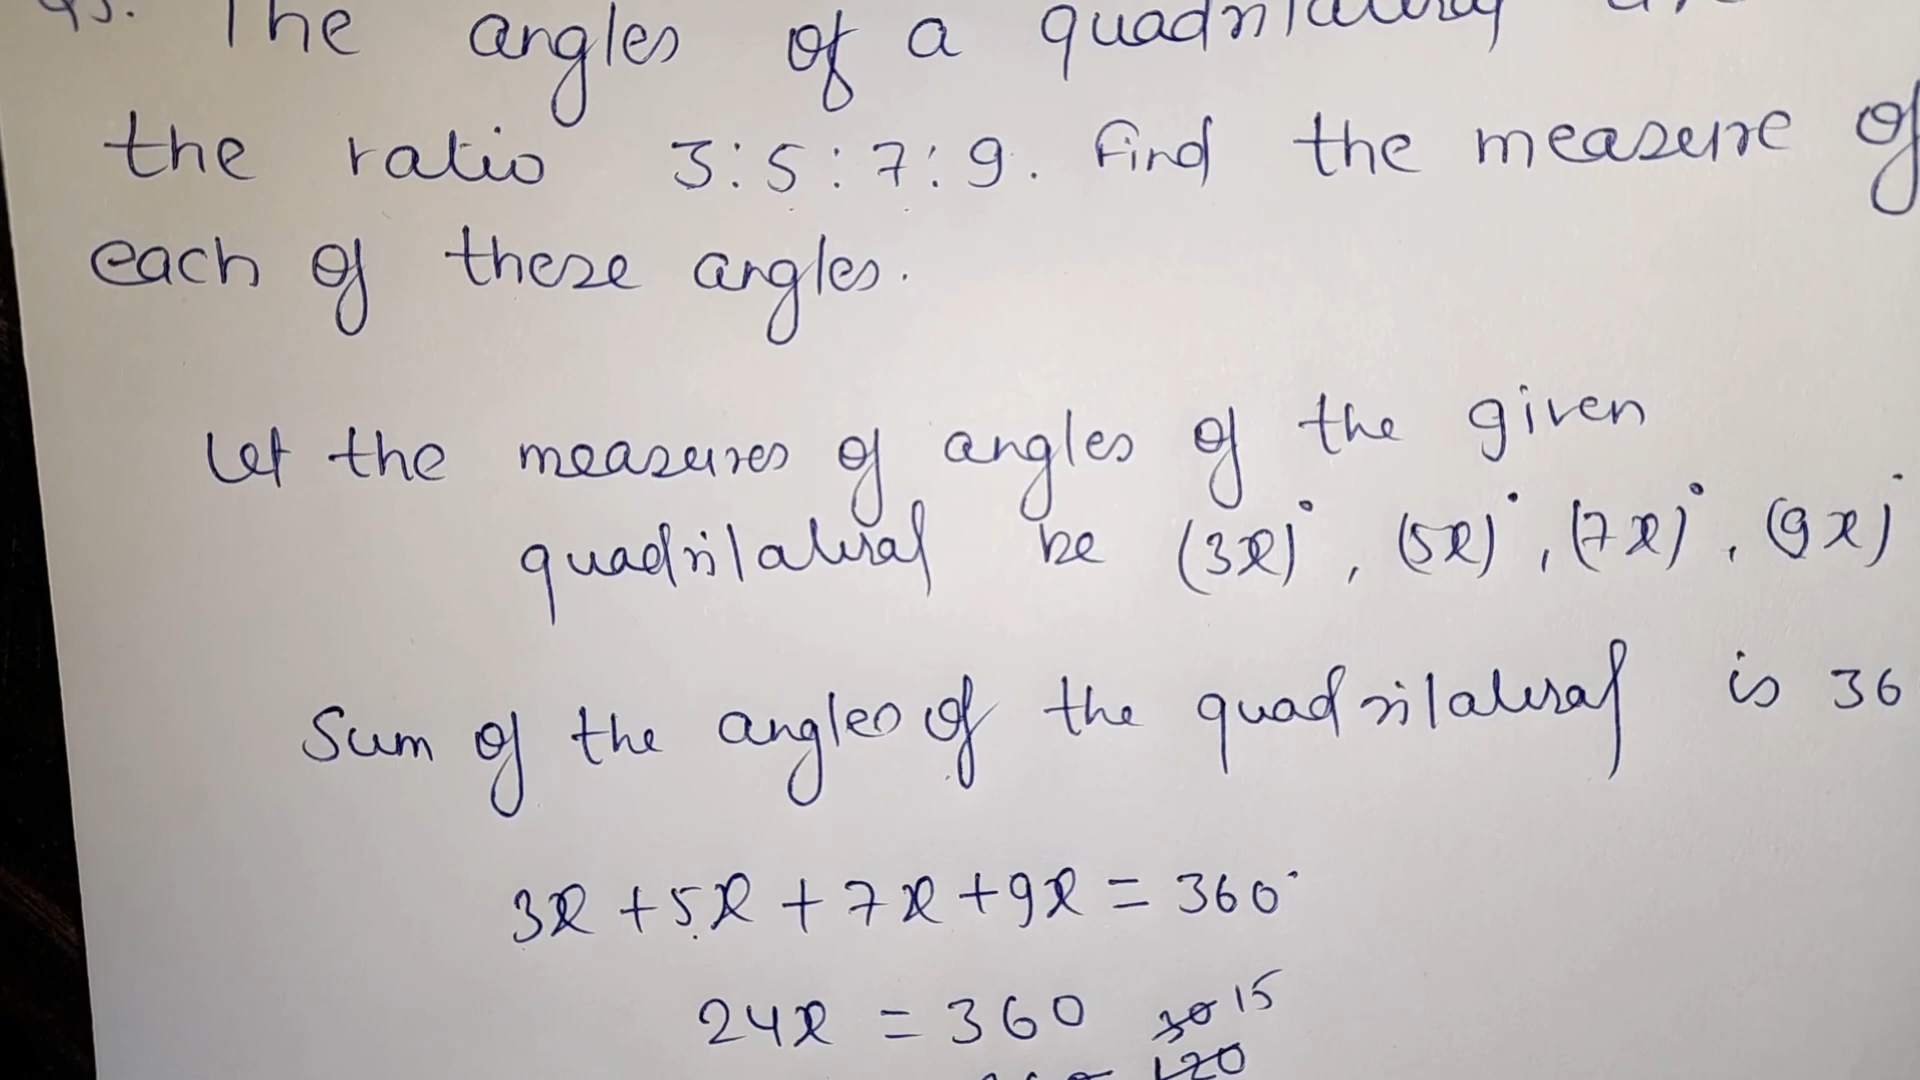 The angles of a quadrilateral
the ratio 3:5:7:9. Find the measure of
each of these angles.
Let the measures of angles of the given
quadrilateral be (3x)°, (5x)°, (7x)°, (9x)°
Sum of the angles of the quadrilateral is 36
3x + 5x + 7x + 9x = 360°
24x = 360 30 15
120